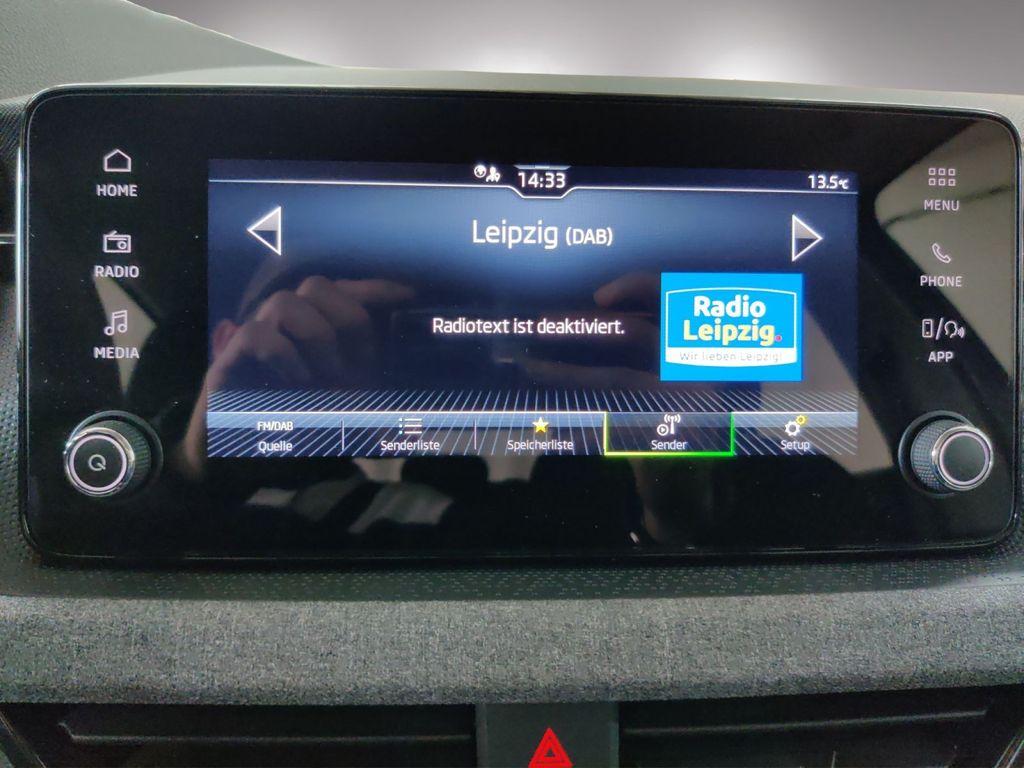 HOME
RADIO
MEDIA
14:33
13.5°C
Leipzig (DAB)
Radiotext ist deaktiviert.
Radio
Leipzig.
Wir lieben Leipzig!
FM/DAB
Quelle
Senderliste
Speicherliste
Sender
Setup
MENU
PHONE
APP